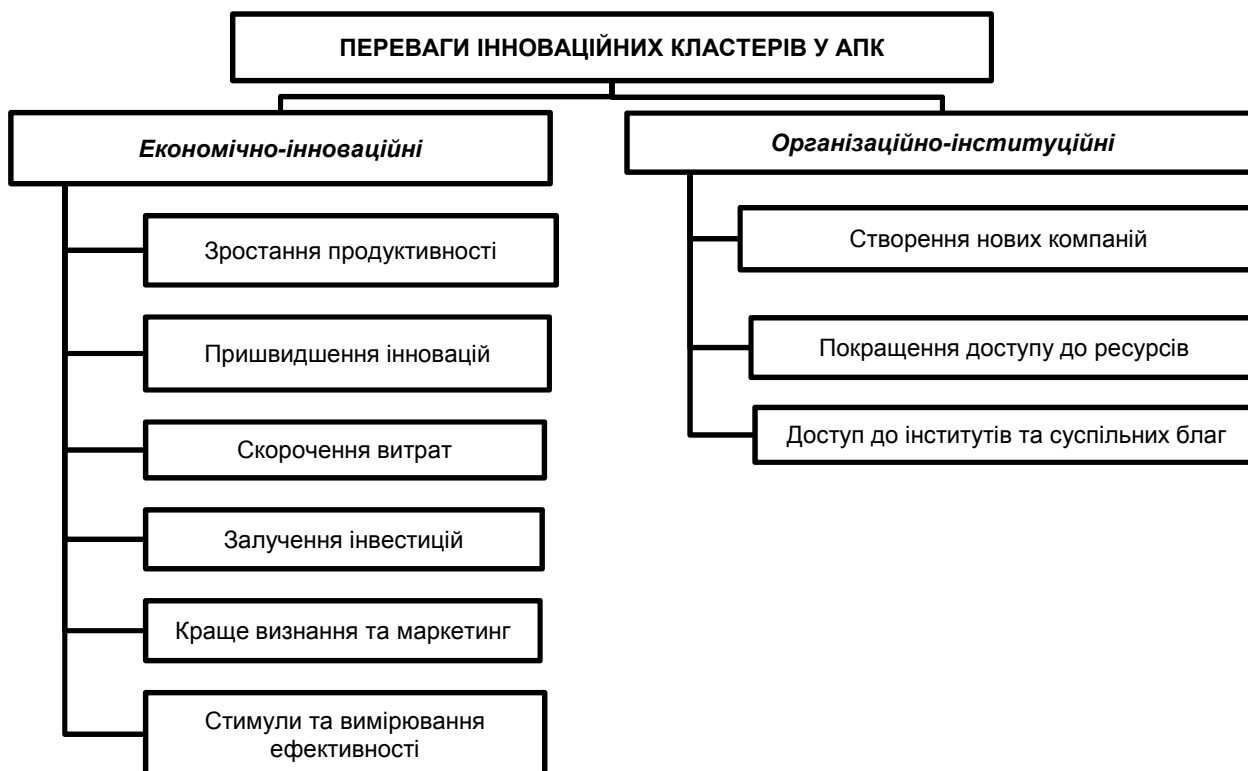 ПЕРЕВАГИ ІННОВАЦІЙНИХ КЛАСТЕРІВ У АПК
Економічно-інноваційні
Зростання продуктивності
Пришвидшення інновацій
Скорочення витрат
Залучення інвестицій
Краще визнання та маркетинг
Стимули та вимірювання
ефективності
Організаційно-інституційні
Створення нових компаній
Покращення доступу до ресурсів
Доступ до інститутів та суспільних благ